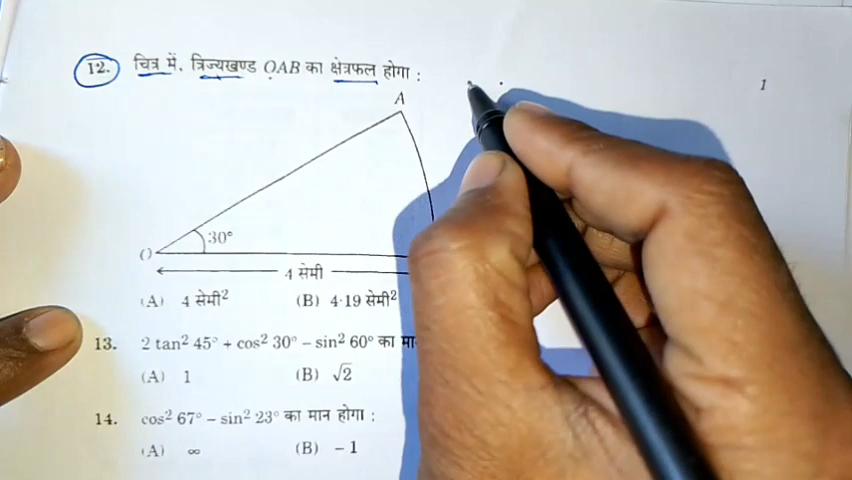 12. चित्र में, त्रिज्यखण्ड OAB का क्षेत्रफल होगा : 1
A
30°
O
4 सेमी
(A) 4 सेमी² (B) 4·19 सेमी²
13. 2 tan² 45° + cos² 30° – sin² 60° का
(A) 1 (B) √2
14. cos² 67° – sin² 23° का मान होगा :
(A) ∞ (B) – 1